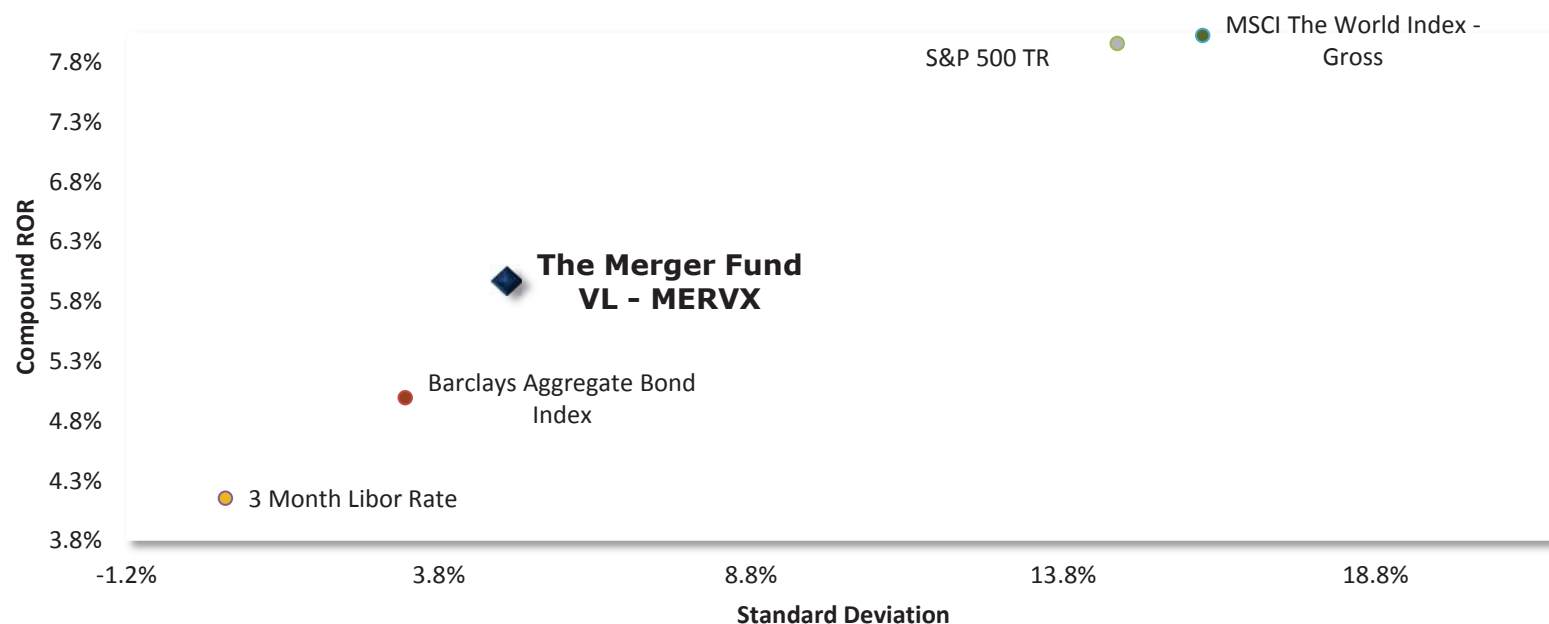 MSCI The World Index -
Gross
S&P 500 TR
7.8%
7.3%
6.8%
6.3%
5.8%
5.3%
4.8%
4.3%
3.8%
Compound ROR
The Merger Fund
VL - MERVX
Barclays Aggregate Bond
Index
3 Month Libor Rate
-1.2%
3.8%
8.8%
13.8%
18.8%
Standard Deviation